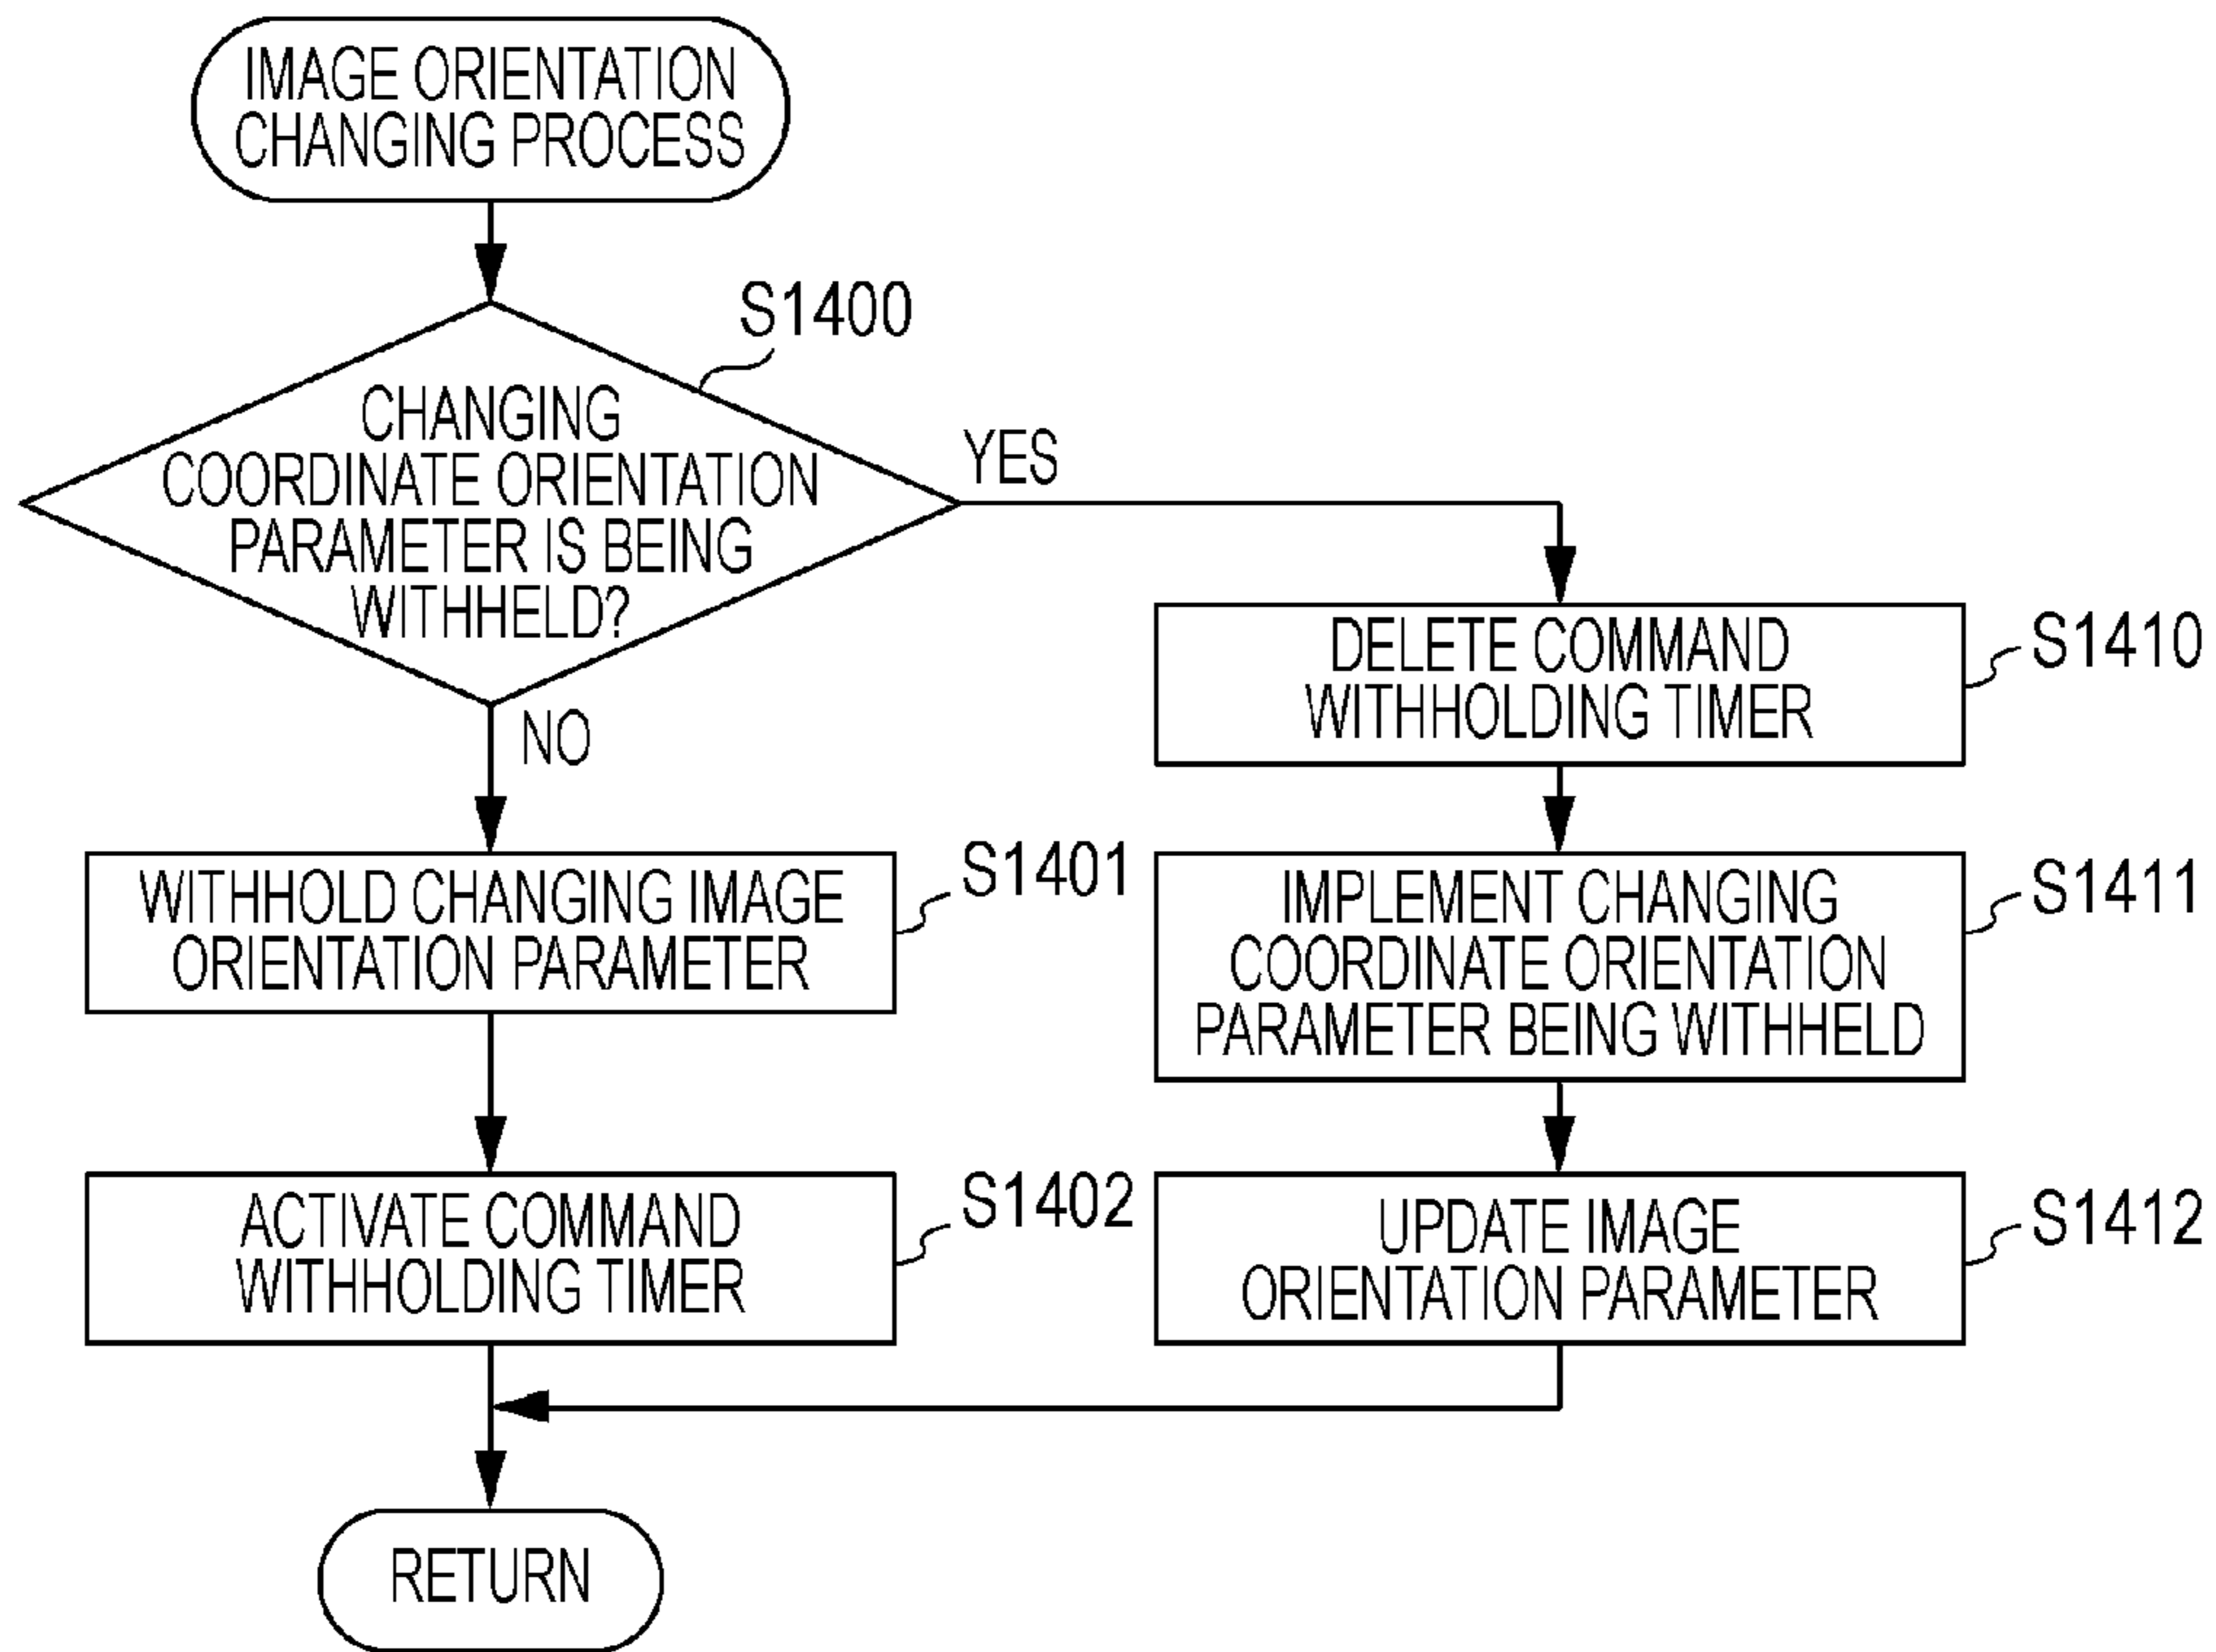 IMAGE ORIENTATION
CHANGING PROCESS
S1400
CHANGING
COORDINATE ORIENTATION
PARAMETER IS BEING
WITHHELD?
YES
NO
S1401
WITHHOLD CHANGING IMAGE
ORIENTATION PARAMETER
S1402
ACTIVATE COMMAND
WITHHOLDING TIMER
DELETE COMMAND
WITHHOLDING TIMER
S1410
IMPLEMENT CHANGING
COORDINATE ORIENTATION
PARAMETER BEING WITHHELD
S1411
UPDATE IMAGE
ORIENTATION PARAMETER
S1412
RETURN